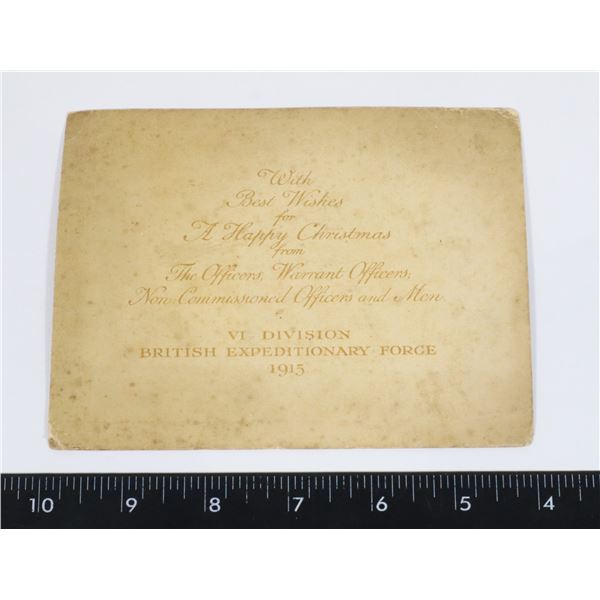 With
Best Wishes
for
A Happy Christmas
from
The Officers, Warrant Officers,
Non-Commissioned Officers and Men
VI DIVISION
BRITISH EXPEDITIONARY FORCE
1915
10 9 8 7 6 5 4